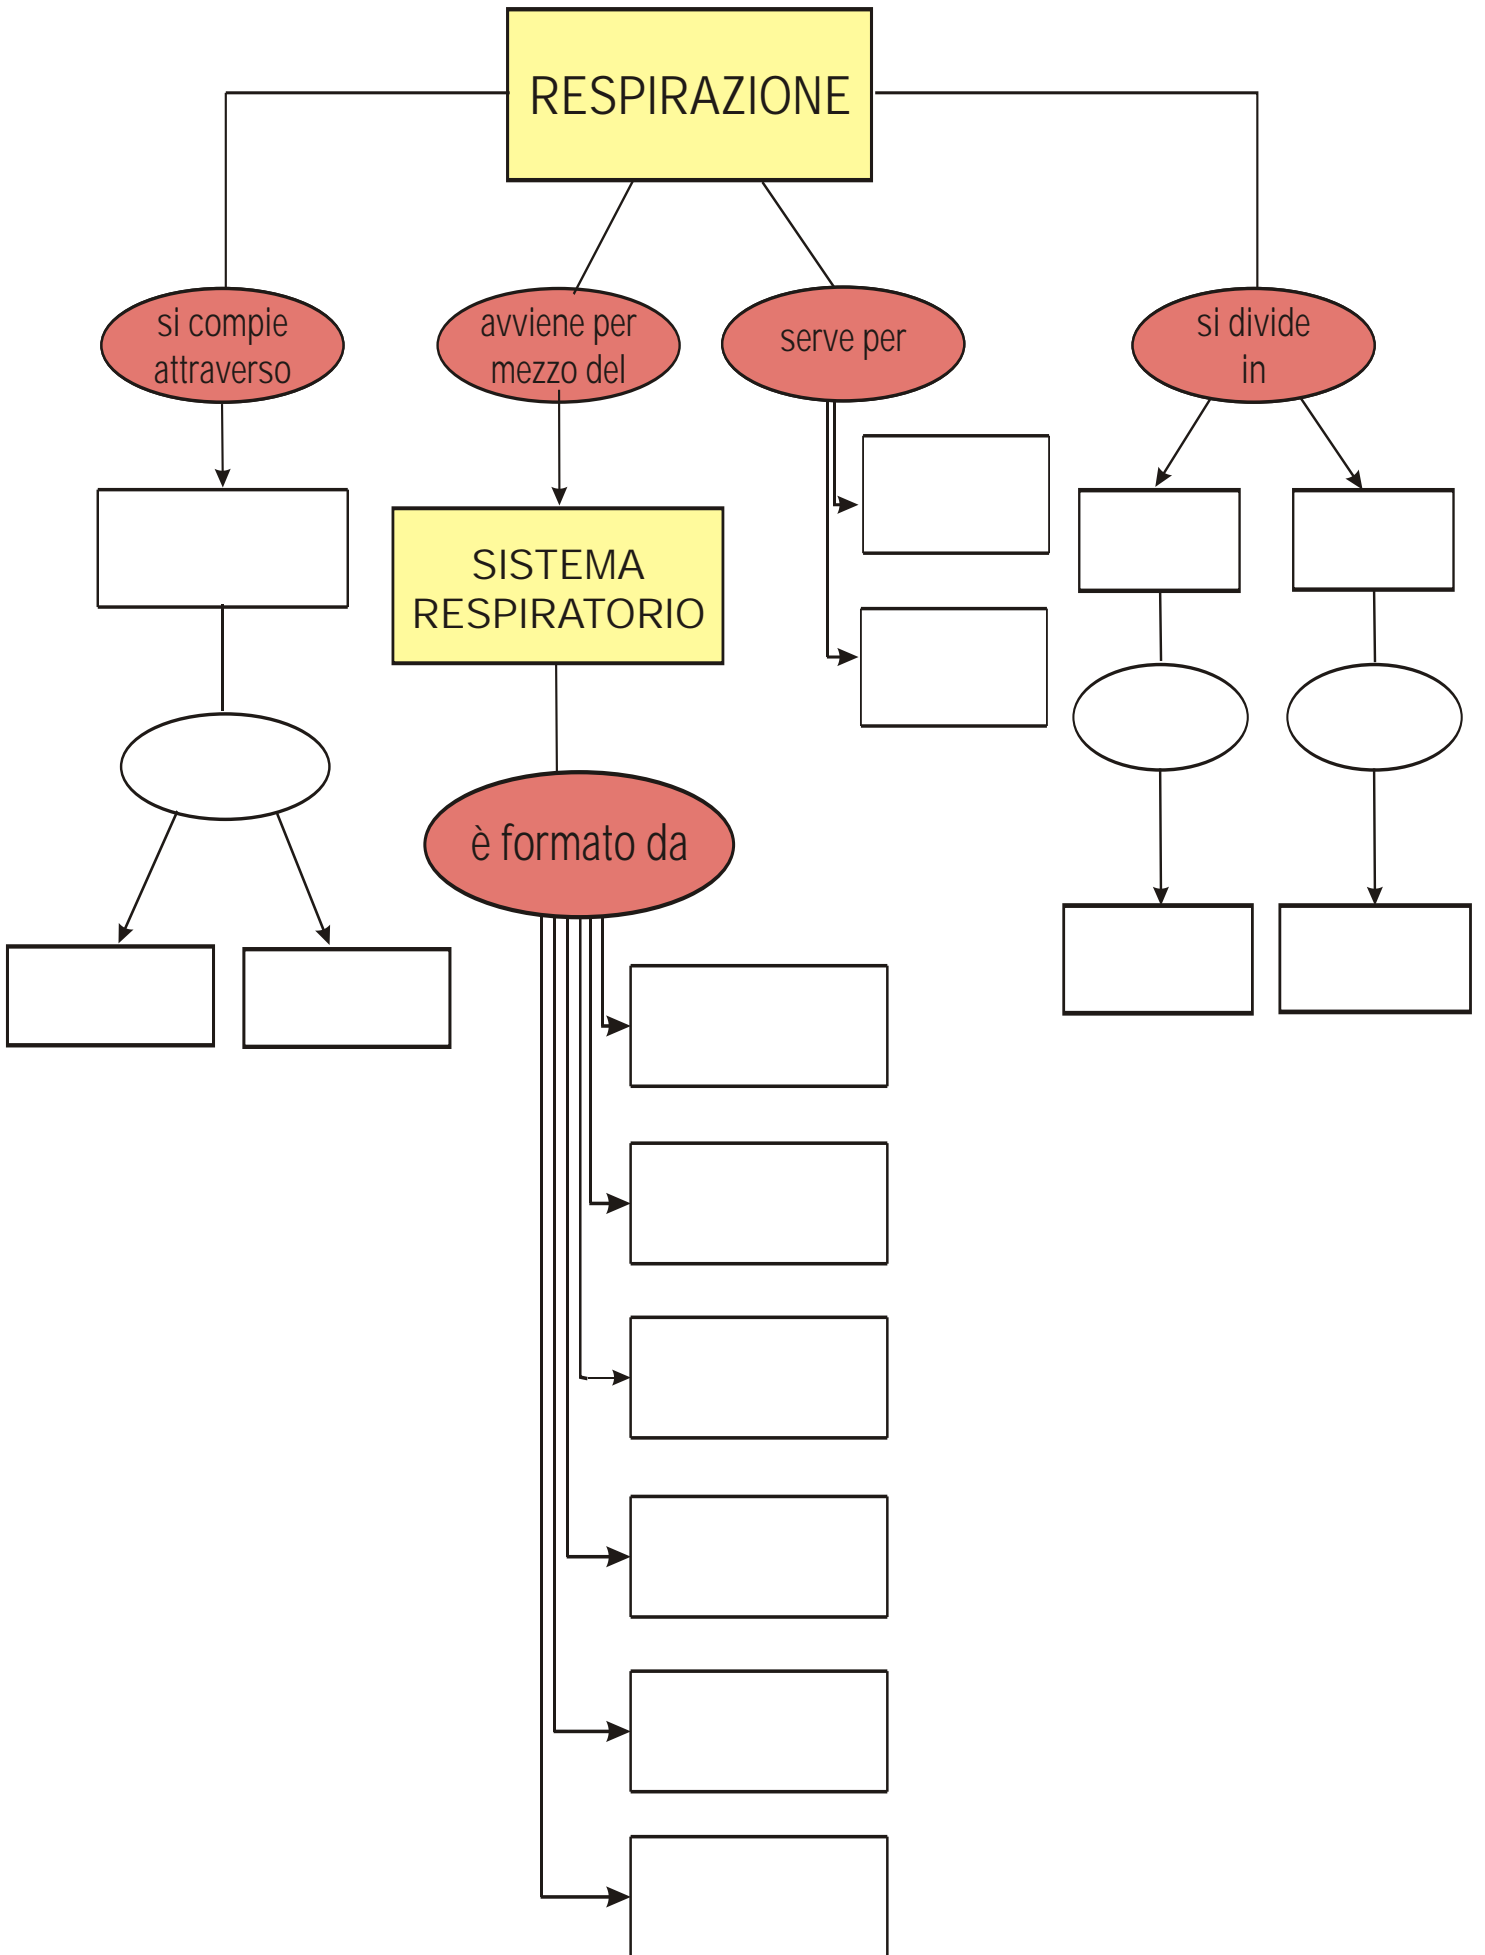 RESPIRAZIONE
si compie
attraverso
avviene per
mezzo del
serve per
si divide
in
SISTEMA
RESPIRATORIO
è formato da